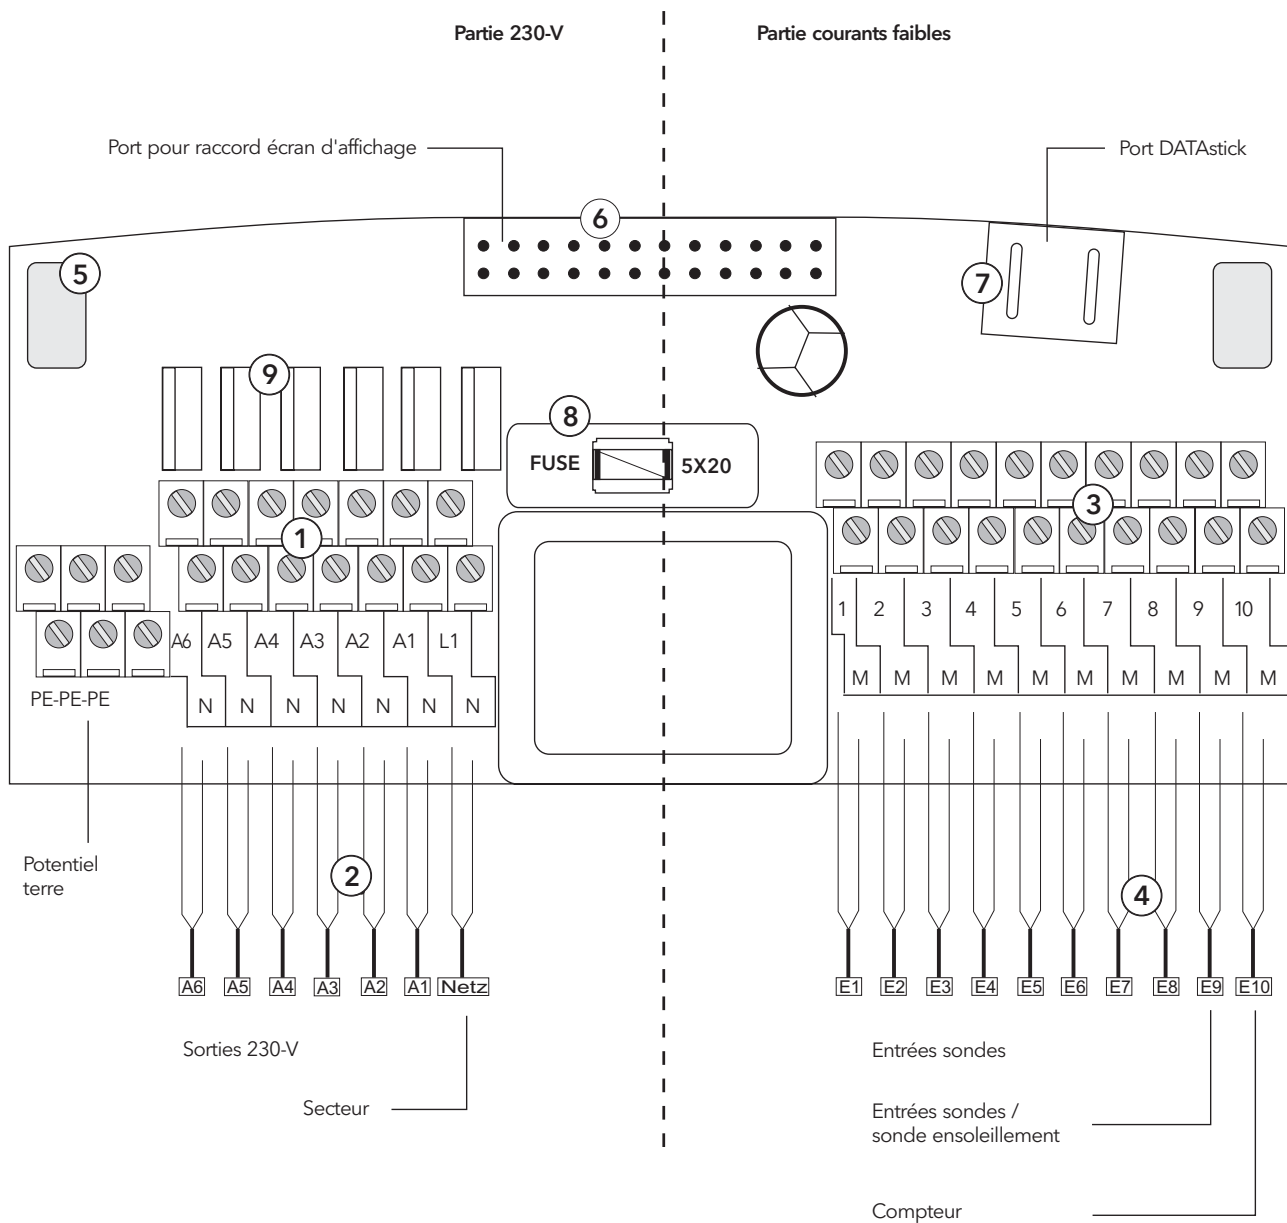 Partie 230-V
Partie courants faibles
Port pour raccord écran d'affichage
Port DATAstick
6
5
7
9
8
FUSE
5X20
3
1
1 2 3 4 5 6 7 8 9 10
A6 A5 A4 A3 A2 A1 L1
M M M M M M M M M M
PE-PE-PE
N N N N N N N
Potentiel
terre
2
4
A6 A5 A4 A3 A2 A1 Netz
E1 E2 E3 E4 E5 E6 E7 E8 E9 E10
Sorties 230-V
Entrées sondes
Secteur
Entrées sondes /
sonde ensoleillement
Compteur